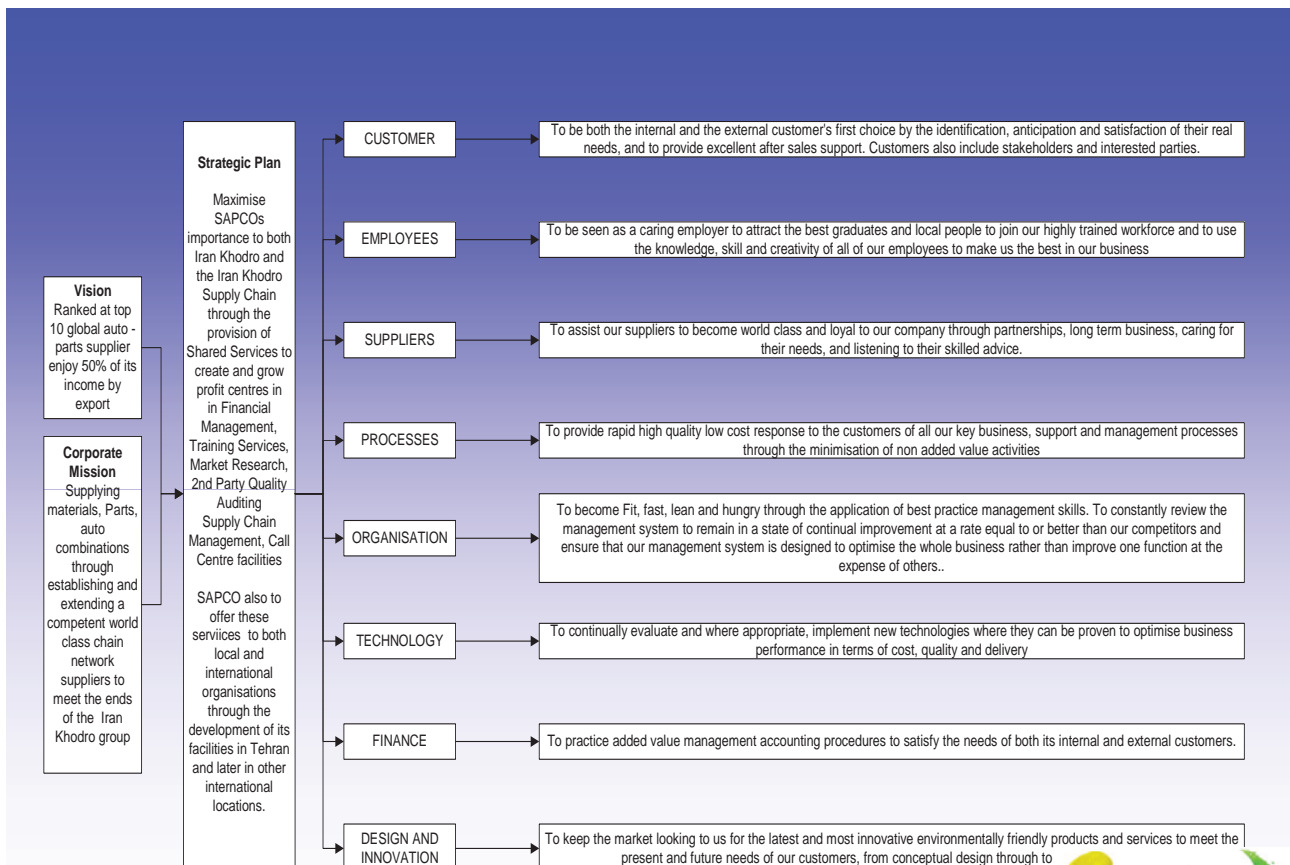 Vision
Ranked at top
10 global auto -
parts supplier
enjoy 50% of its
income by
export
Corporate
Mission
Supplying
materials, Parts,
auto
combinations
through
establishing and
extending a
competent world
class chain
network
suppliers to
meet the ends
of the Iran
Khodro group
Strategic Plan
Maximise
SAPCOs
importance to both
Iran Khodro and
the Iran Khodro
Supply Chain
through the
provision of
Shared Services to
create and grow
profit centres in
in Financial
Management,
Training Services,
Market Research,
2nd Party Quality
Auditing
Supply Chain
Management, Call
Centre facilities
SAPCO also to
offer these
serviices to both
local and
international
organisations
through the
development of its
facilities in Tehran
and later in other
international
locations.
CUSTOMER
To be both the internal and the external customer's first choice by the identification, anticipation and satisfaction of their real
needs, and to provide excellent after sales support. Customers also include stakeholders and interested parties.
EMPLOYEES
To be seen as a caring employer to attract the best graduates and local people to join our highly trained workforce and to use
the knowledge, skill and creativity of all of our employees to make us the best in our business
SUPPLIERS
To assist our suppliers to become world class and loyal to our company through partnerships, long term business, caring for
their needs, and listening to their skilled advice.
PROCESSES
To provide rapid high quality low cost response to the customers of all our key business, support and management processes
through the minimisation of non added value activities
ORGANISATION
To become Fit, fast, lean and hungry through the application of best practice management skills. To constantly review the
management system to remain in a state of continual improvement at a rate equal to or better than our competitors and
ensure that our management system is designed to optimise the whole business rather than improve one function at the
expense of others..
TECHNOLOGY
To continually evaluate and where appropriate, implement new technologies where they can be proven to optimise business
performance in terms of cost, quality and delivery
FINANCE
To practice added value management accounting procedures to satisfy the needs of both its internal and external customers.
DESIGN AND
INNOVATION
To keep the market looking to us for the latest and most innovative environmentally friendly products and services to meet the
present and future needs of our customers, from conceptual design through to